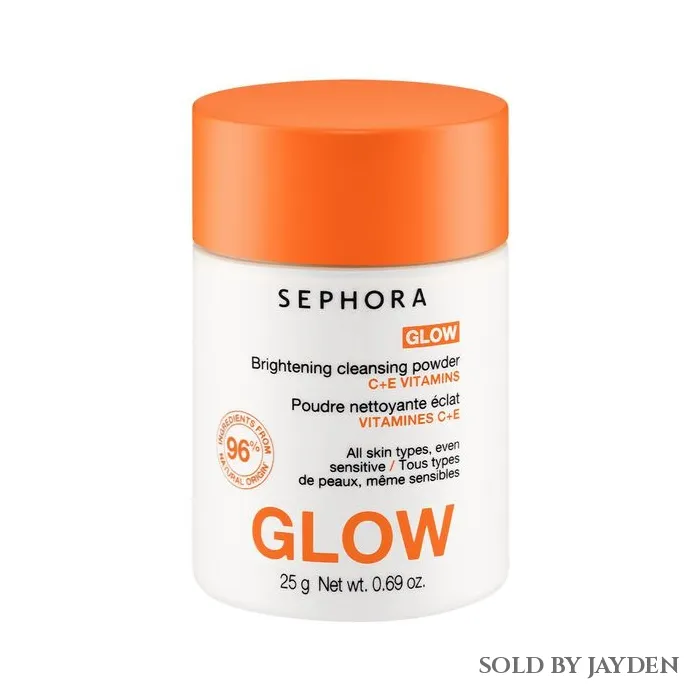 SEPHORA
GLOW
Brightening cleansing powder
C+E VITAMINS
Poudre nettoyante éclat
VITAMINES C+E
All skin types, even
sensitive / Tous types
de peaux, même sensibles
INGREDIENTS FROM
96%
NATURAL ORIGIN
GLOW
25 g Net wt. 0.69 oz.
SOLD BY JAYDEN